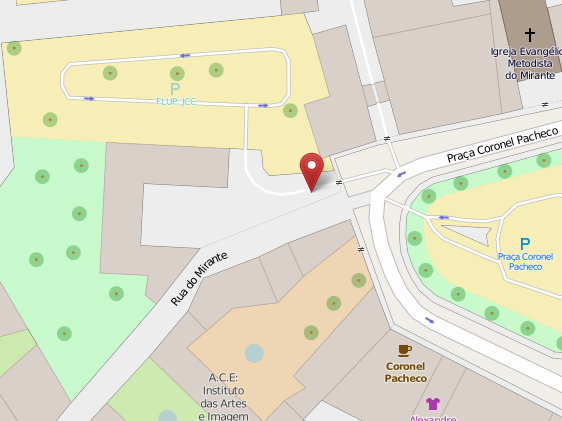 Igreja Evangélic
Metodista
do Mirante
P
FLUP: JCC
Praça Coronel Pacheco
P
Praça Coronel
Pacheco
Rua do Mirante
Coronel
Pacheco
A.C.E:
Instituto
das Artes
e Imagem
Alexandre